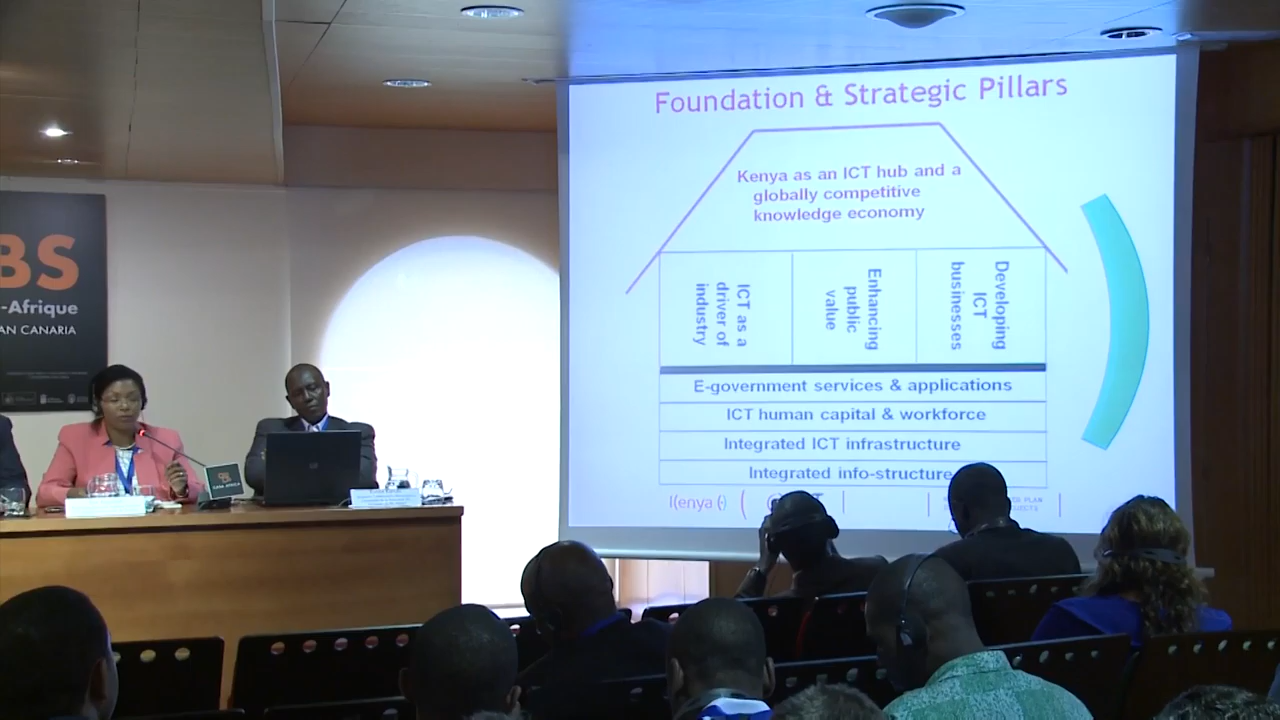 Foundation & Strategic Pillars
Kenya as an ICT hub and a
globally competitive
knowledge economy
ICT as a
driver of
industry
Enhancing
public
value
Developing
ICT
businesses
E-government services & applications
ICT human capital & workforce
Integrated ICT infrastructure
Integrated info-structure
BS
-Afrique
AN CANARIA
CASA AFRICA